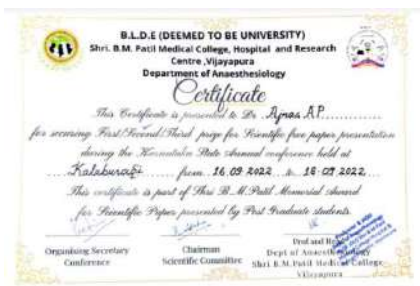 B.L.D.E (DEEMED TO BE UNIVERSITY)
Shri. B.M. Patil Medical College, Hospital and Research
Centre ,Vijayapura
Department of Anaesthesiology
Certificate
This Certificate is presented to Dr. Ajnas A.P.
for securing First/Second/Third prize for Scientific free paper presentation
during the Karnataka State Annual conference held at
Kalaburagi from 16.09.2022 to 18.09.2022
This certificate is part of Shri B.M.Patil Memorial Award
for Scientific Paper presented by Post Graduate students.
Organising Secretary
Conference
Chairman
Scientific Committee
Prof and
Dept of
Shri B.M.Patil Medical College
Vijayapura